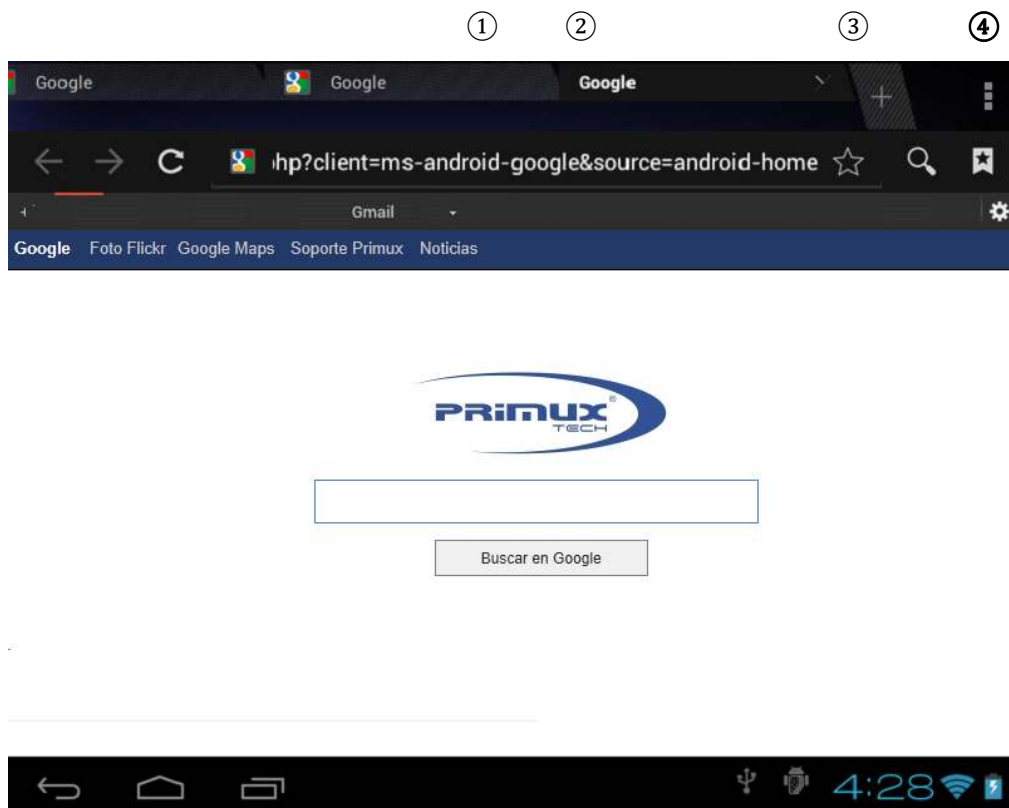 ① ② ③ ④
Google Google Google
hp?client=ms-android-google&source=android-home
Gmail
Google Foto Flickr Google Maps Soporte Primux Noticias
PRiMUX®
TECH
Buscar en Google
4:28